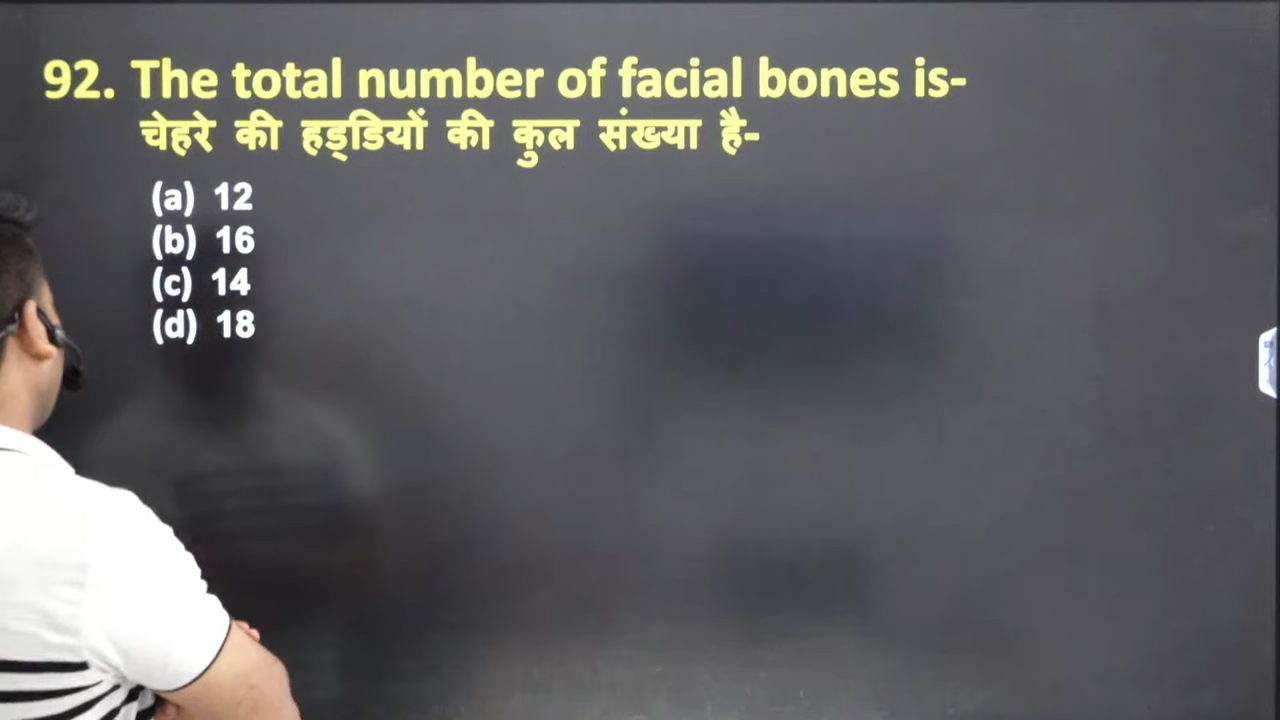 92. The total number of facial bones is-
चेहरे की हड्डियों की कुल संख्या है-
(a) 12
(b) 16
(c) 14
(d) 18